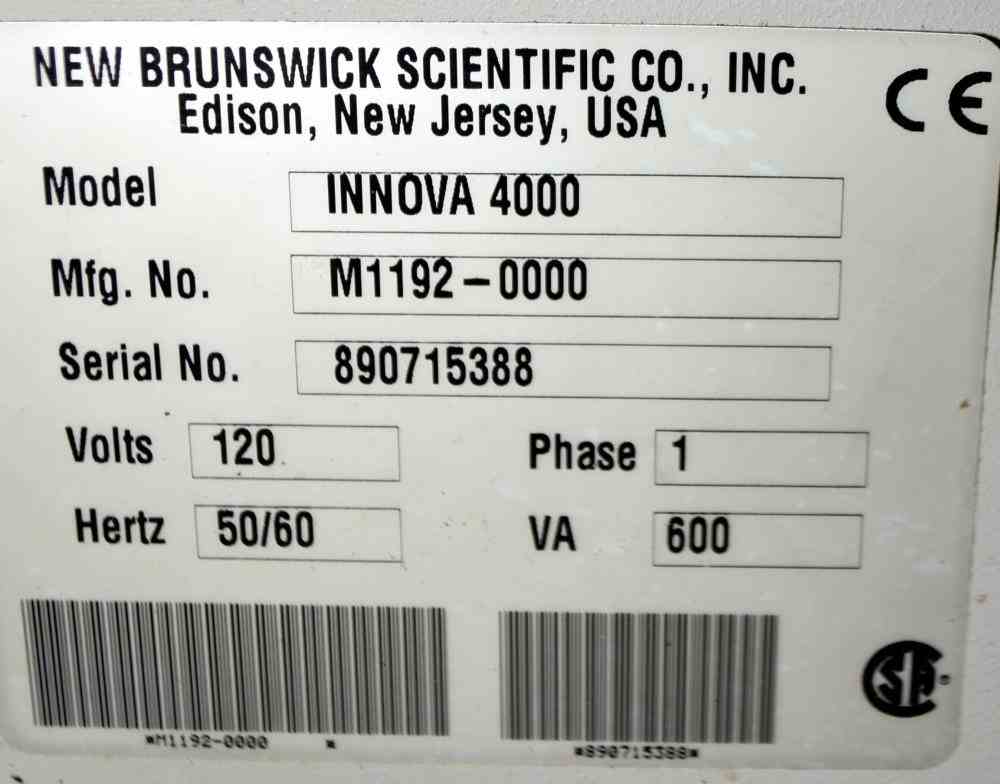 NEW BRUNSWICK SCIENTIFIC CO., INC.
Edison, New Jersey, USA
CE
Model INNOVA 4000
Mfg. No. M1192-0000
Serial No. 890715388
Volts 120 Phase 1
Hertz 50/60 VA 600
*M1192-0000 *
*890715388*
SA®